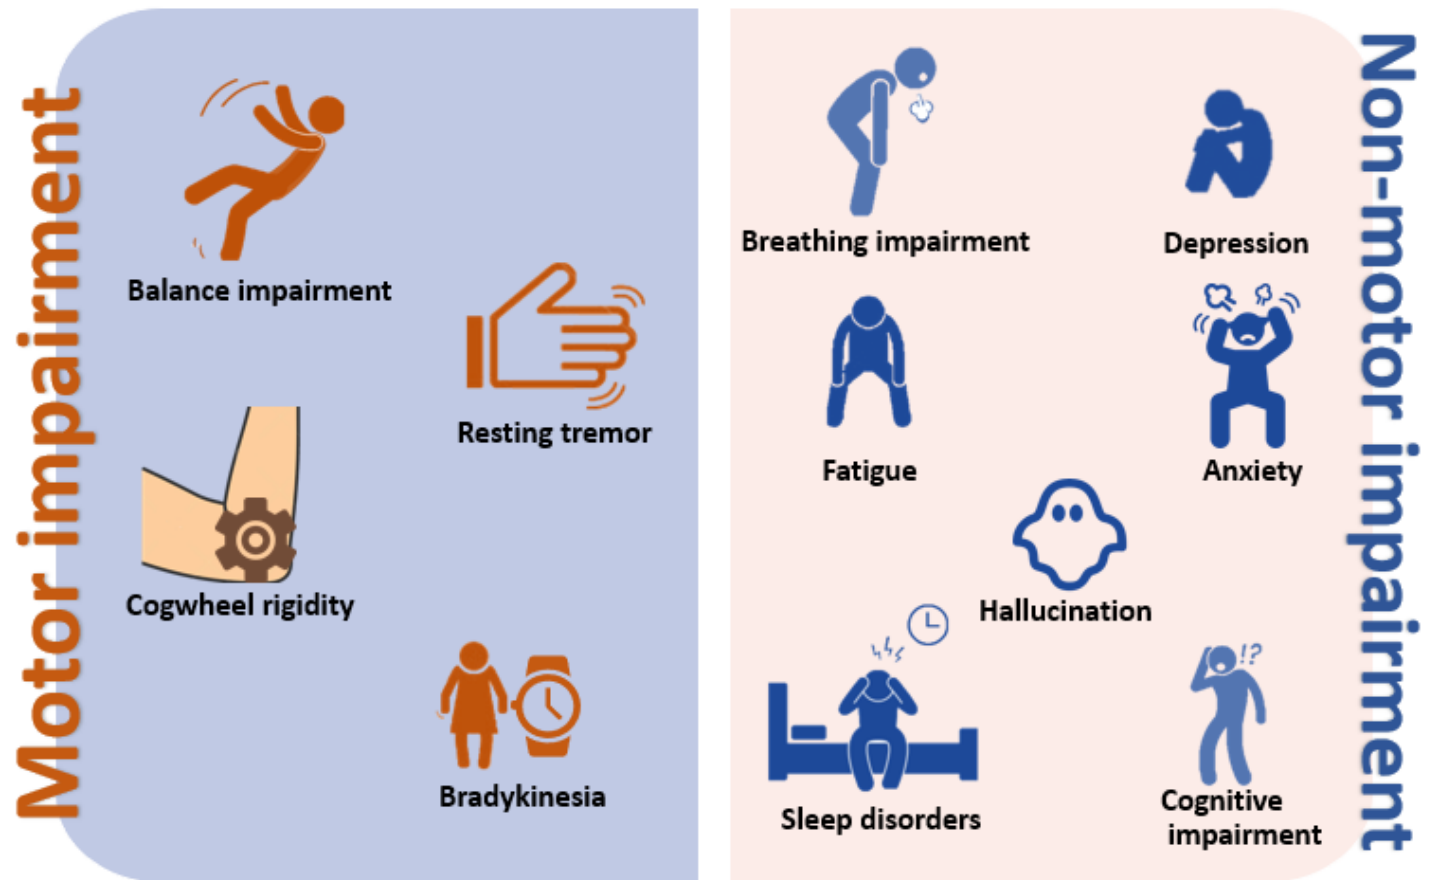 Motor impairment
Balance impairment
Resting tremor
Cogwheel rigidity
Bradykinesia
Non-motor impairment
Breathing impairment
Depression
Fatigue
Anxiety
Hallucination
!?
Sleep disorders
Cognitive
impairment